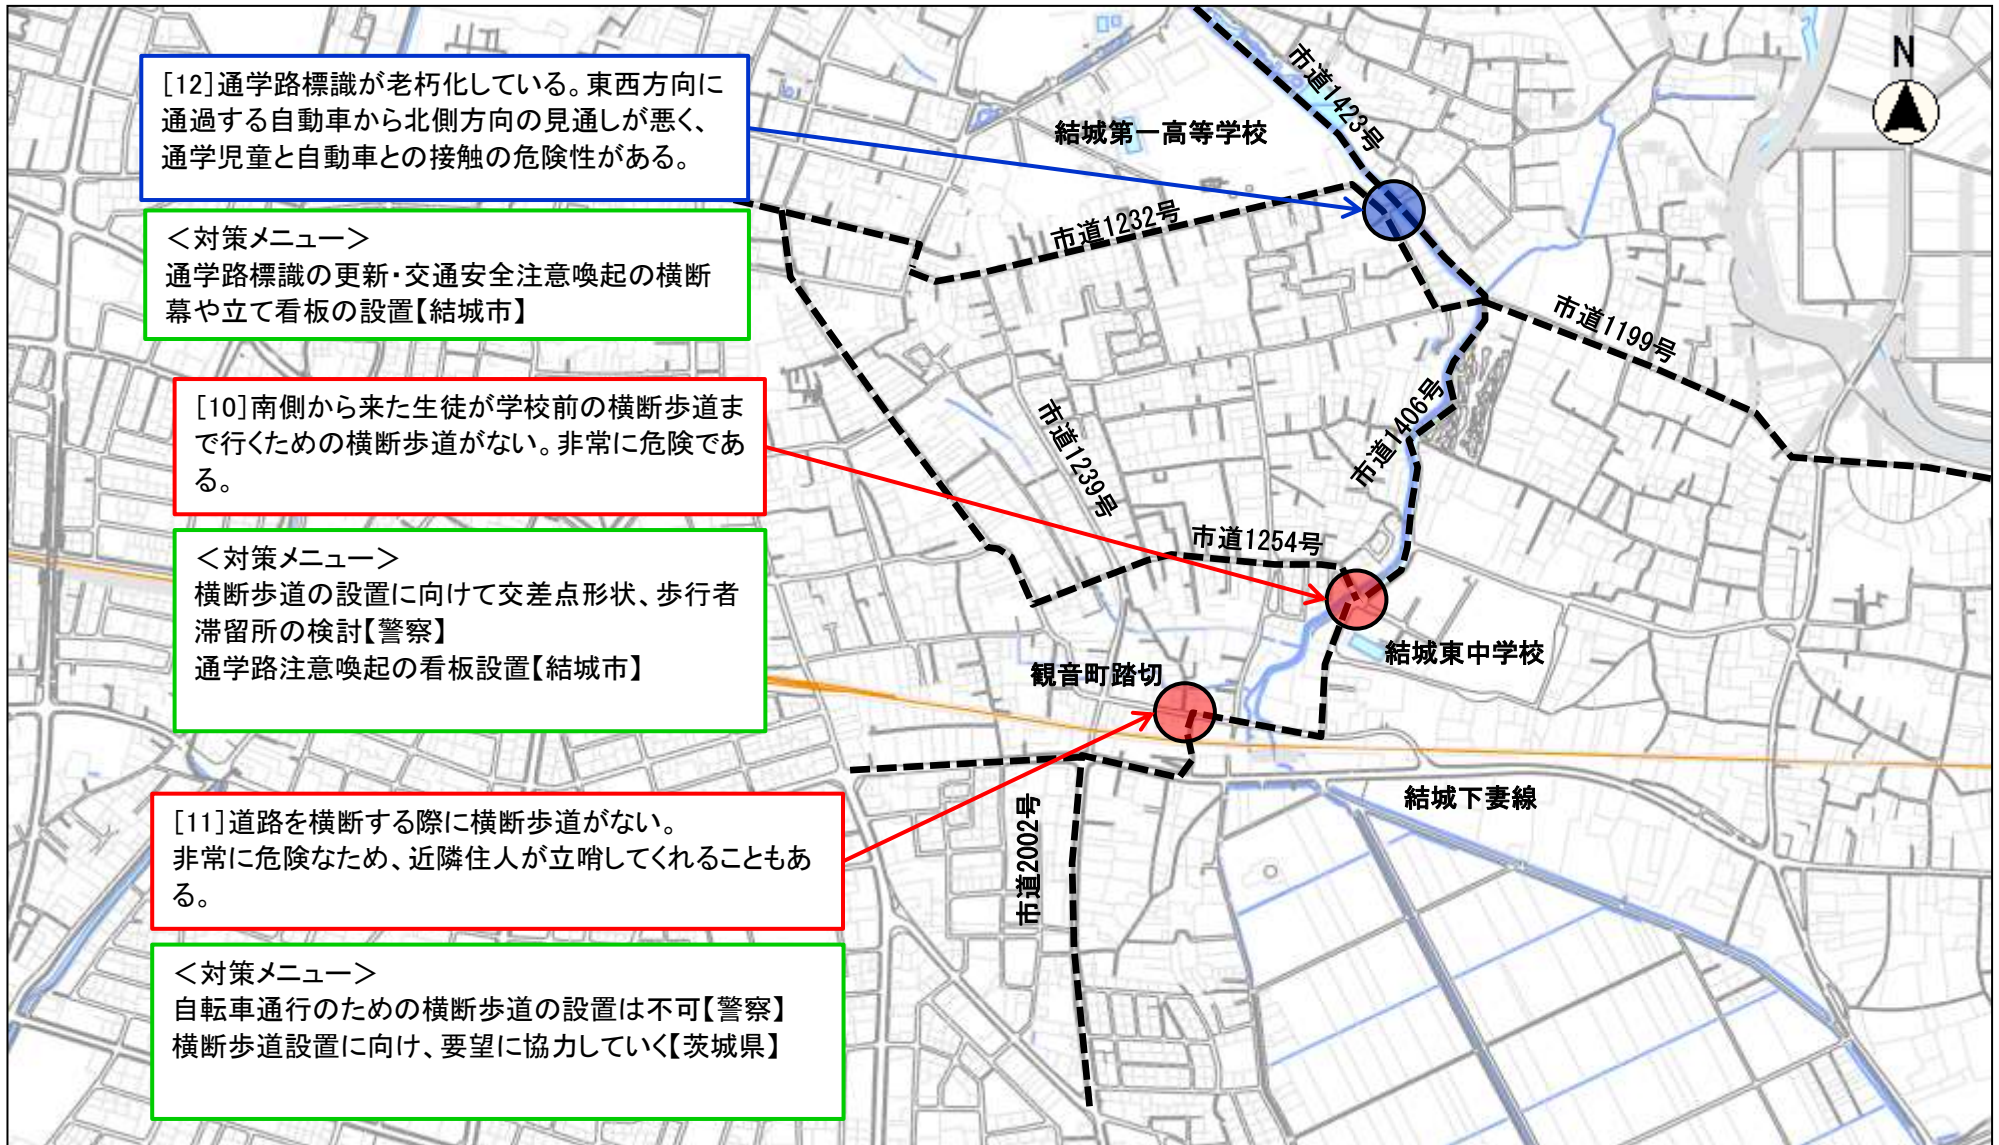 [12]通学路標識が老朽化している。東西方向に
通過する自動車から北側方向の見通しが悪く、
通学児童と自動車との接触の危険性がある。
<対策メニュー>
通学路標識の更新・交通安全注意喚起の横断
幕や立て看板の設置【結城市】
[10]南側から来た生徒が学校前の横断歩道ま
で行くための横断歩道がない。非常に危険であ
る。
<対策メニュー>
横断歩道の設置に向けて交差点形状、歩行者
滞留所の検討【警察】
通学路注意喚起の看板設置【結城市】
[11]道路を横断する際に横断歩道がない。
非常に危険なため、近隣住人が立哨してくれることもあ
る。
<対策メニュー>
自転車通行のための横断歩道の設置は不可【警察】
横断歩道設置に向け、要望に協力していく【茨城県】
N
市道1423号
結城第一高等学校
市道1232号
市道1199号
市道1406号
市道1239号
市道1254号
結城東中学校
観音町踏切
結城下妻線
市道2002号